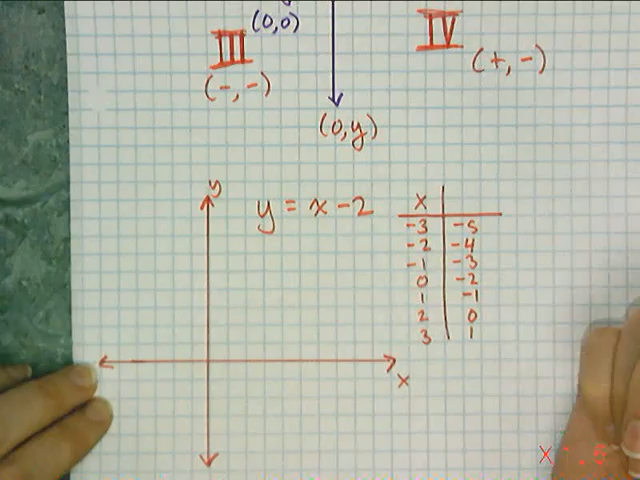 (0,0)
III
IV
(-,-)
(+,-)
(0,y)
y
y = x - 2
x
-3 -5
-2 -4
-1 -3
0 -2
1 -1
2 0
3 1
x